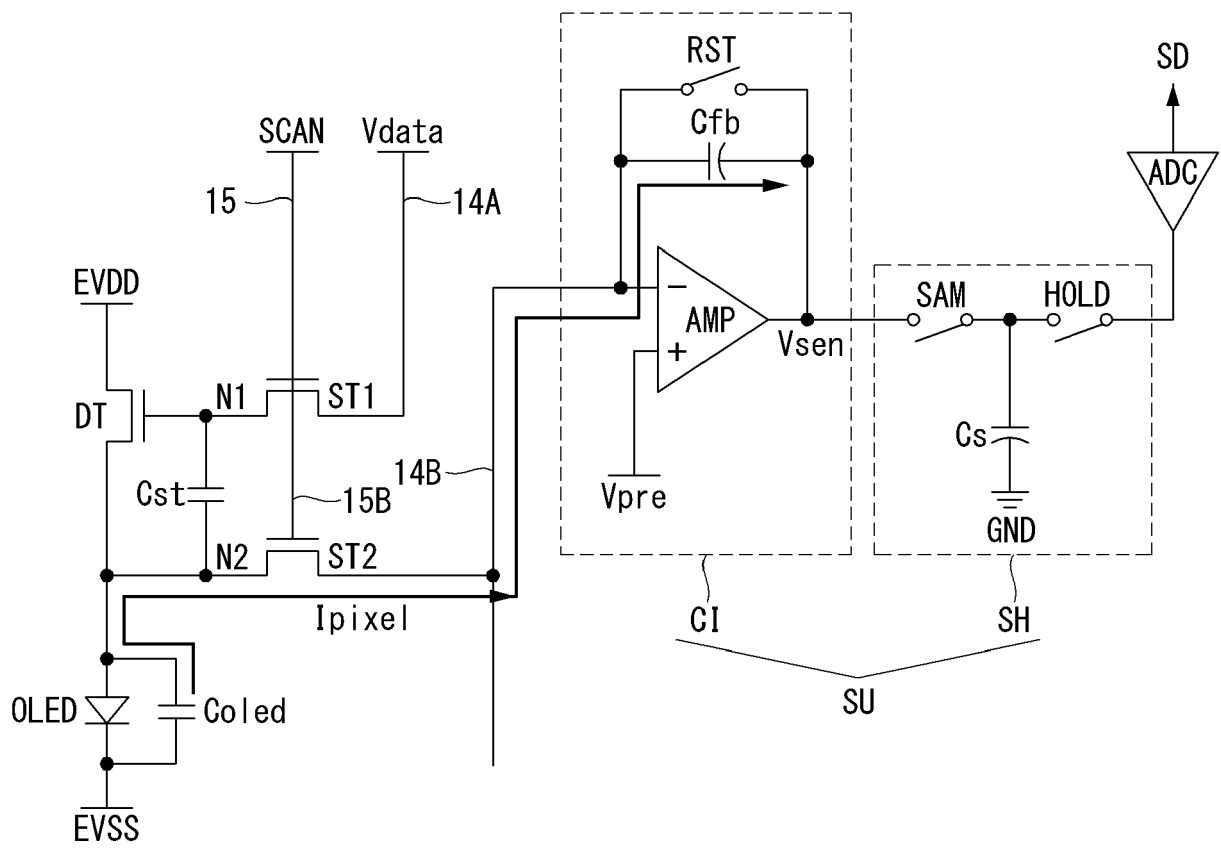 RST
SD
Cfb
SCAN
Vdata
ADC
15
14A
EVDD
SAM
HOLD
−
AMP
+
Vsen
N1
ST1
DT
Cs
14B
Cst
15B
Vpre
GND
N2
ST2
Ipixel
CI
SH
OLED
Coled
SU
EVSS